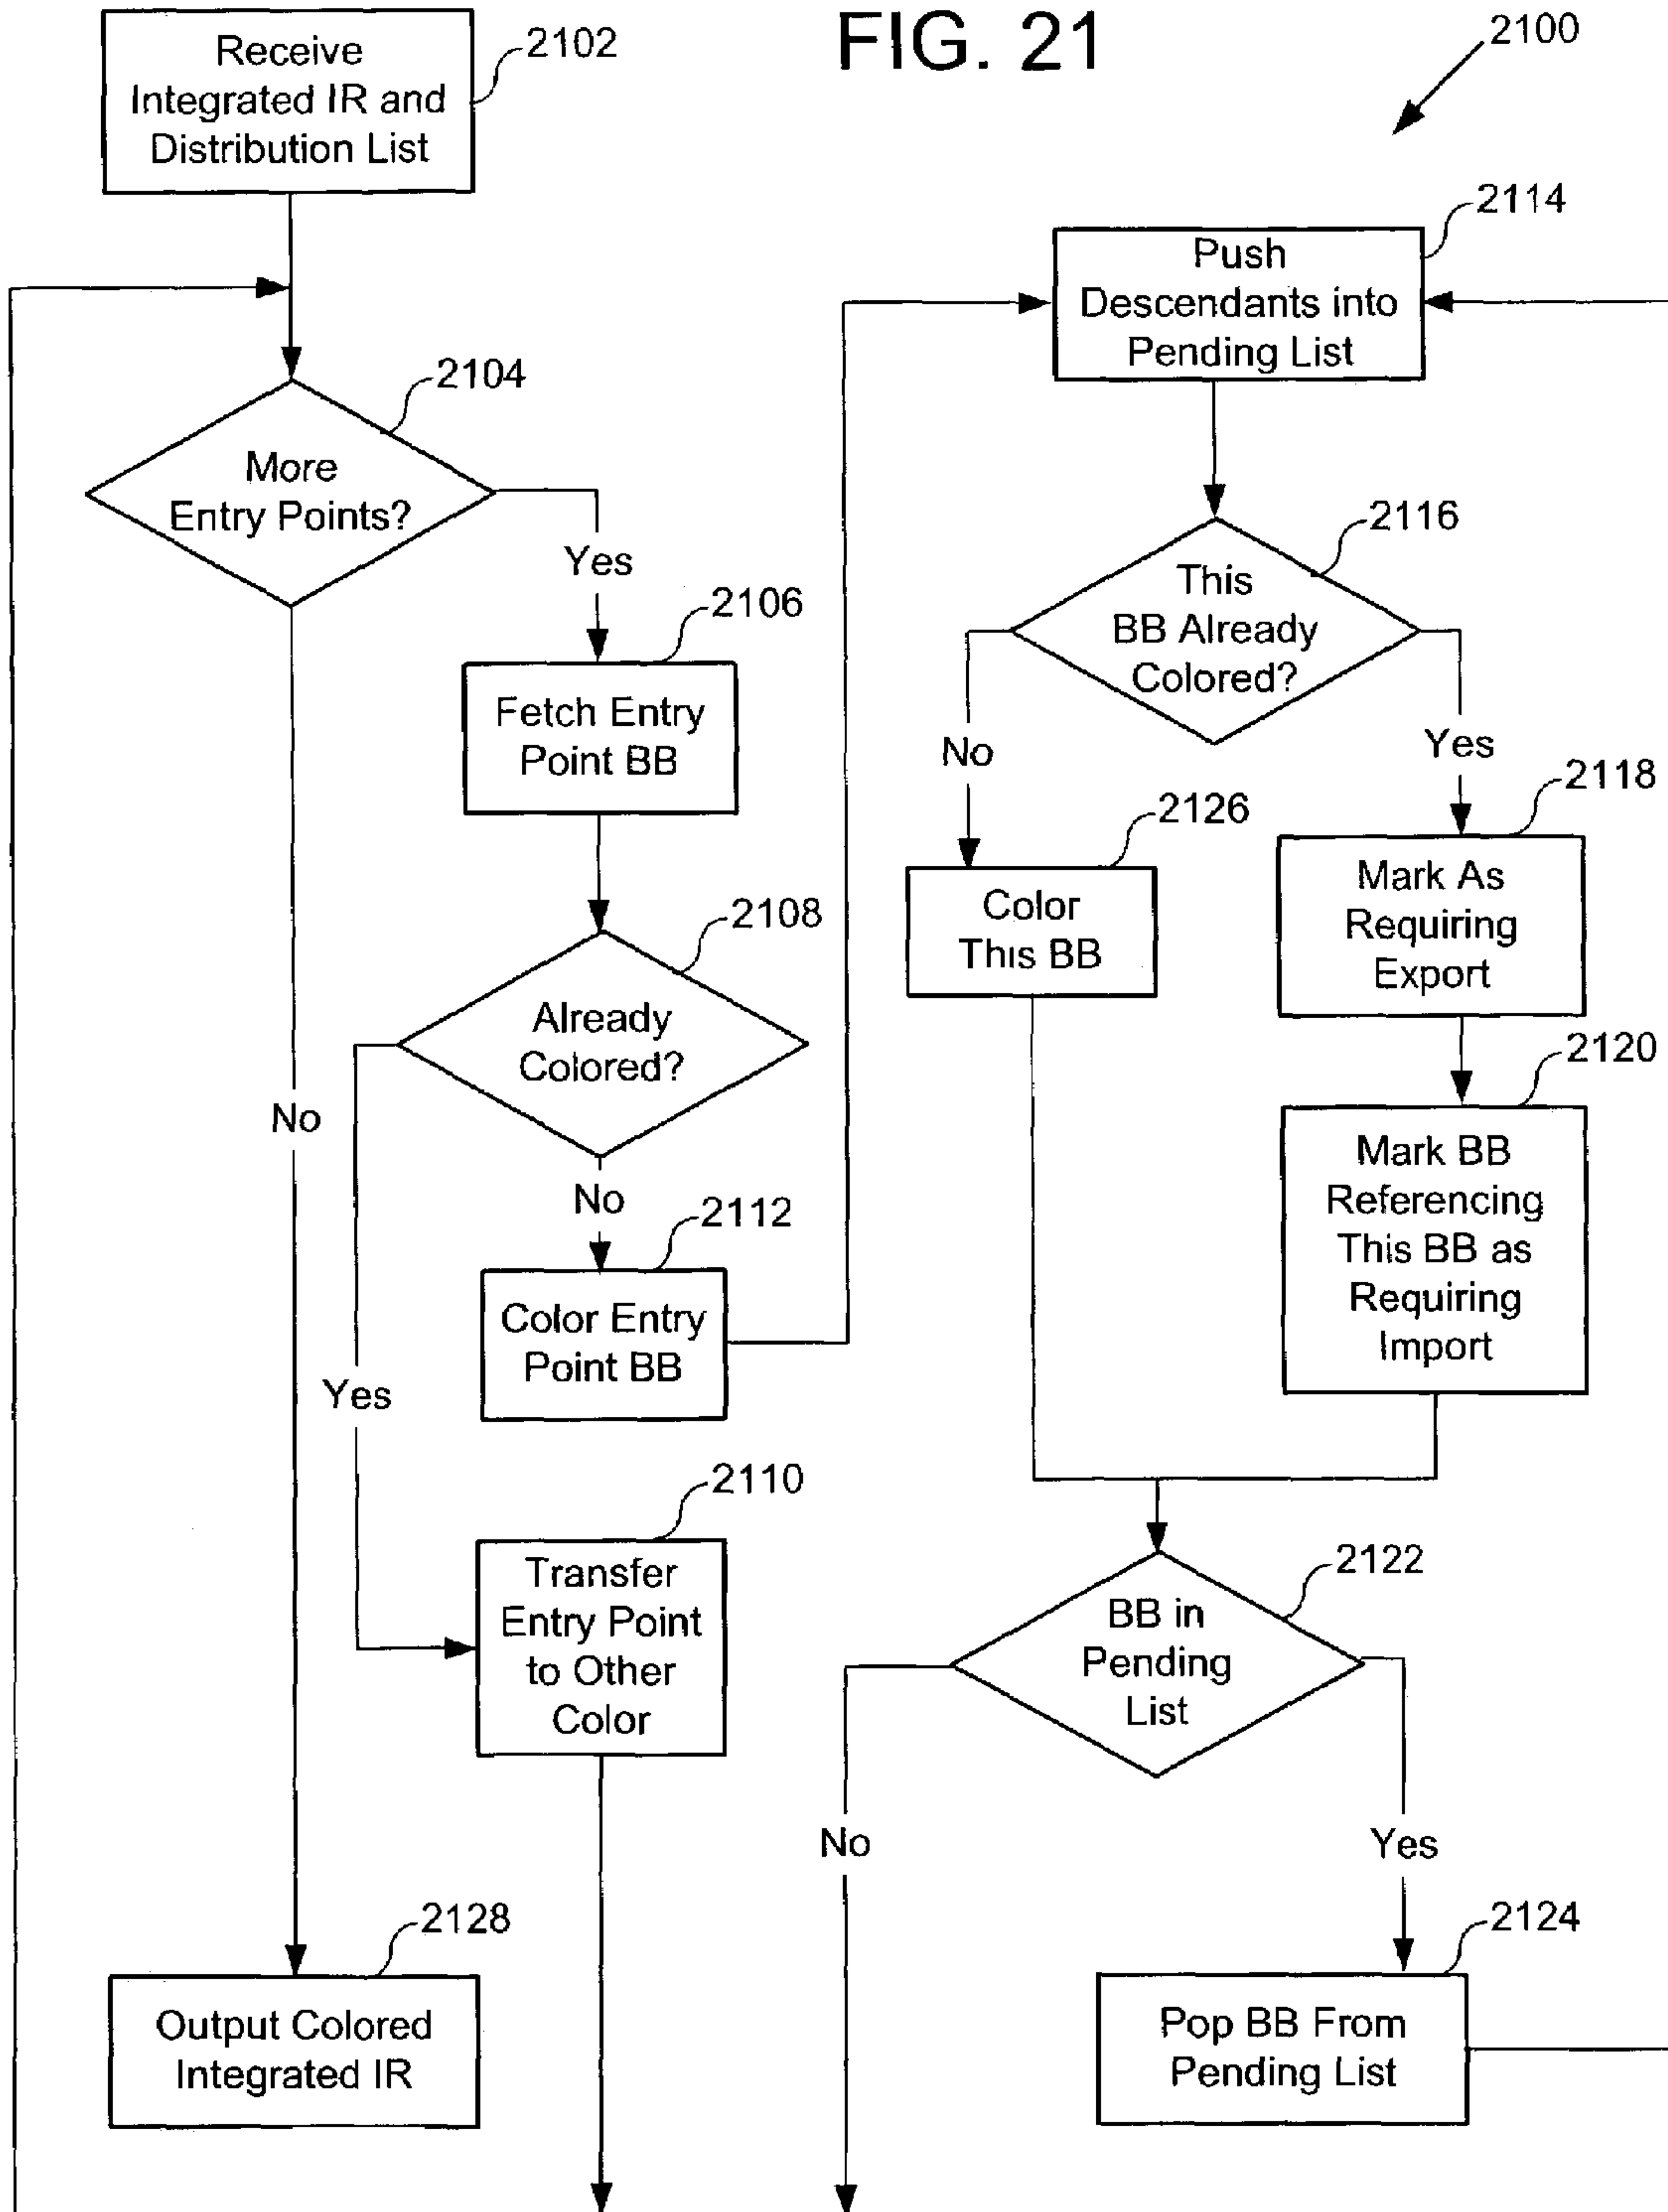 FIG. 21
2100
Receive
Integrated IR and
Distribution List
2102
More
Entry Points?
2104
Yes
No
Fetch Entry
Point BB
2106
Already
Colored?
2108
No
Yes
Color Entry
Point BB
2112
Transfer
Entry Point
to Other
Color
2110
Output Colored
Integrated IR
2128
Push
Descendants into
Pending List
2114
This
BB Already
Colored?
2116
No
Yes
Color
This BB
2126
Mark As
Requiring
Export
2118
Mark BB
Referencing
This BB as
Requiring
Import
2120
BB in
Pending
List
2122
No
Yes
Pop BB From
Pending List
2124